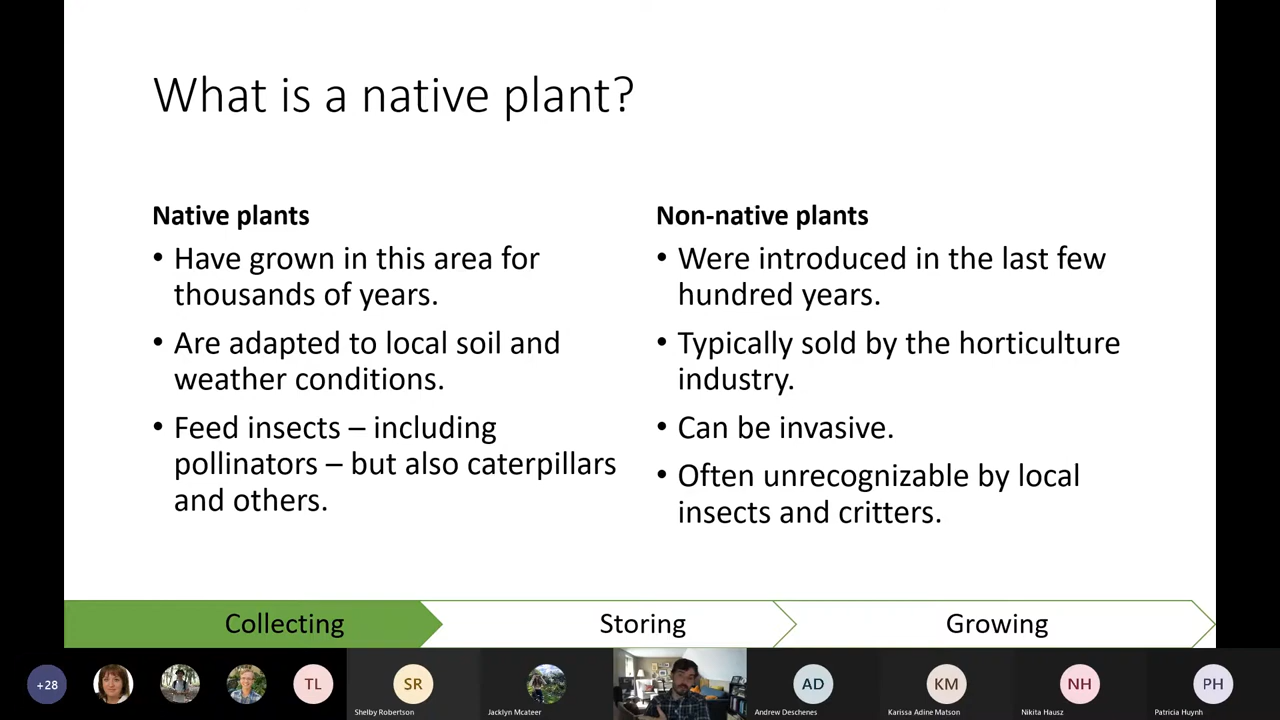 What is a native plant?
Native plants
• Have grown in this area for
thousands of years.
• Are adapted to local soil and
weather conditions.
• Feed insects – including
pollinators – but also caterpillars
and others.
Non-native plants
• Were introduced in the last few
hundred years.
• Typically sold by the horticulture
industry.
• Can be invasive.
• Often unrecognizable by local
insects and critters.
Collecting
Storing
Growing
+28
TL
SR
Shelby Robertson
Jacklyn Mcateer
AD
Andrew Deschenes
KM
Karissa Adine Matson
NH
Nikita Hausz
PH
Patricia Huynh